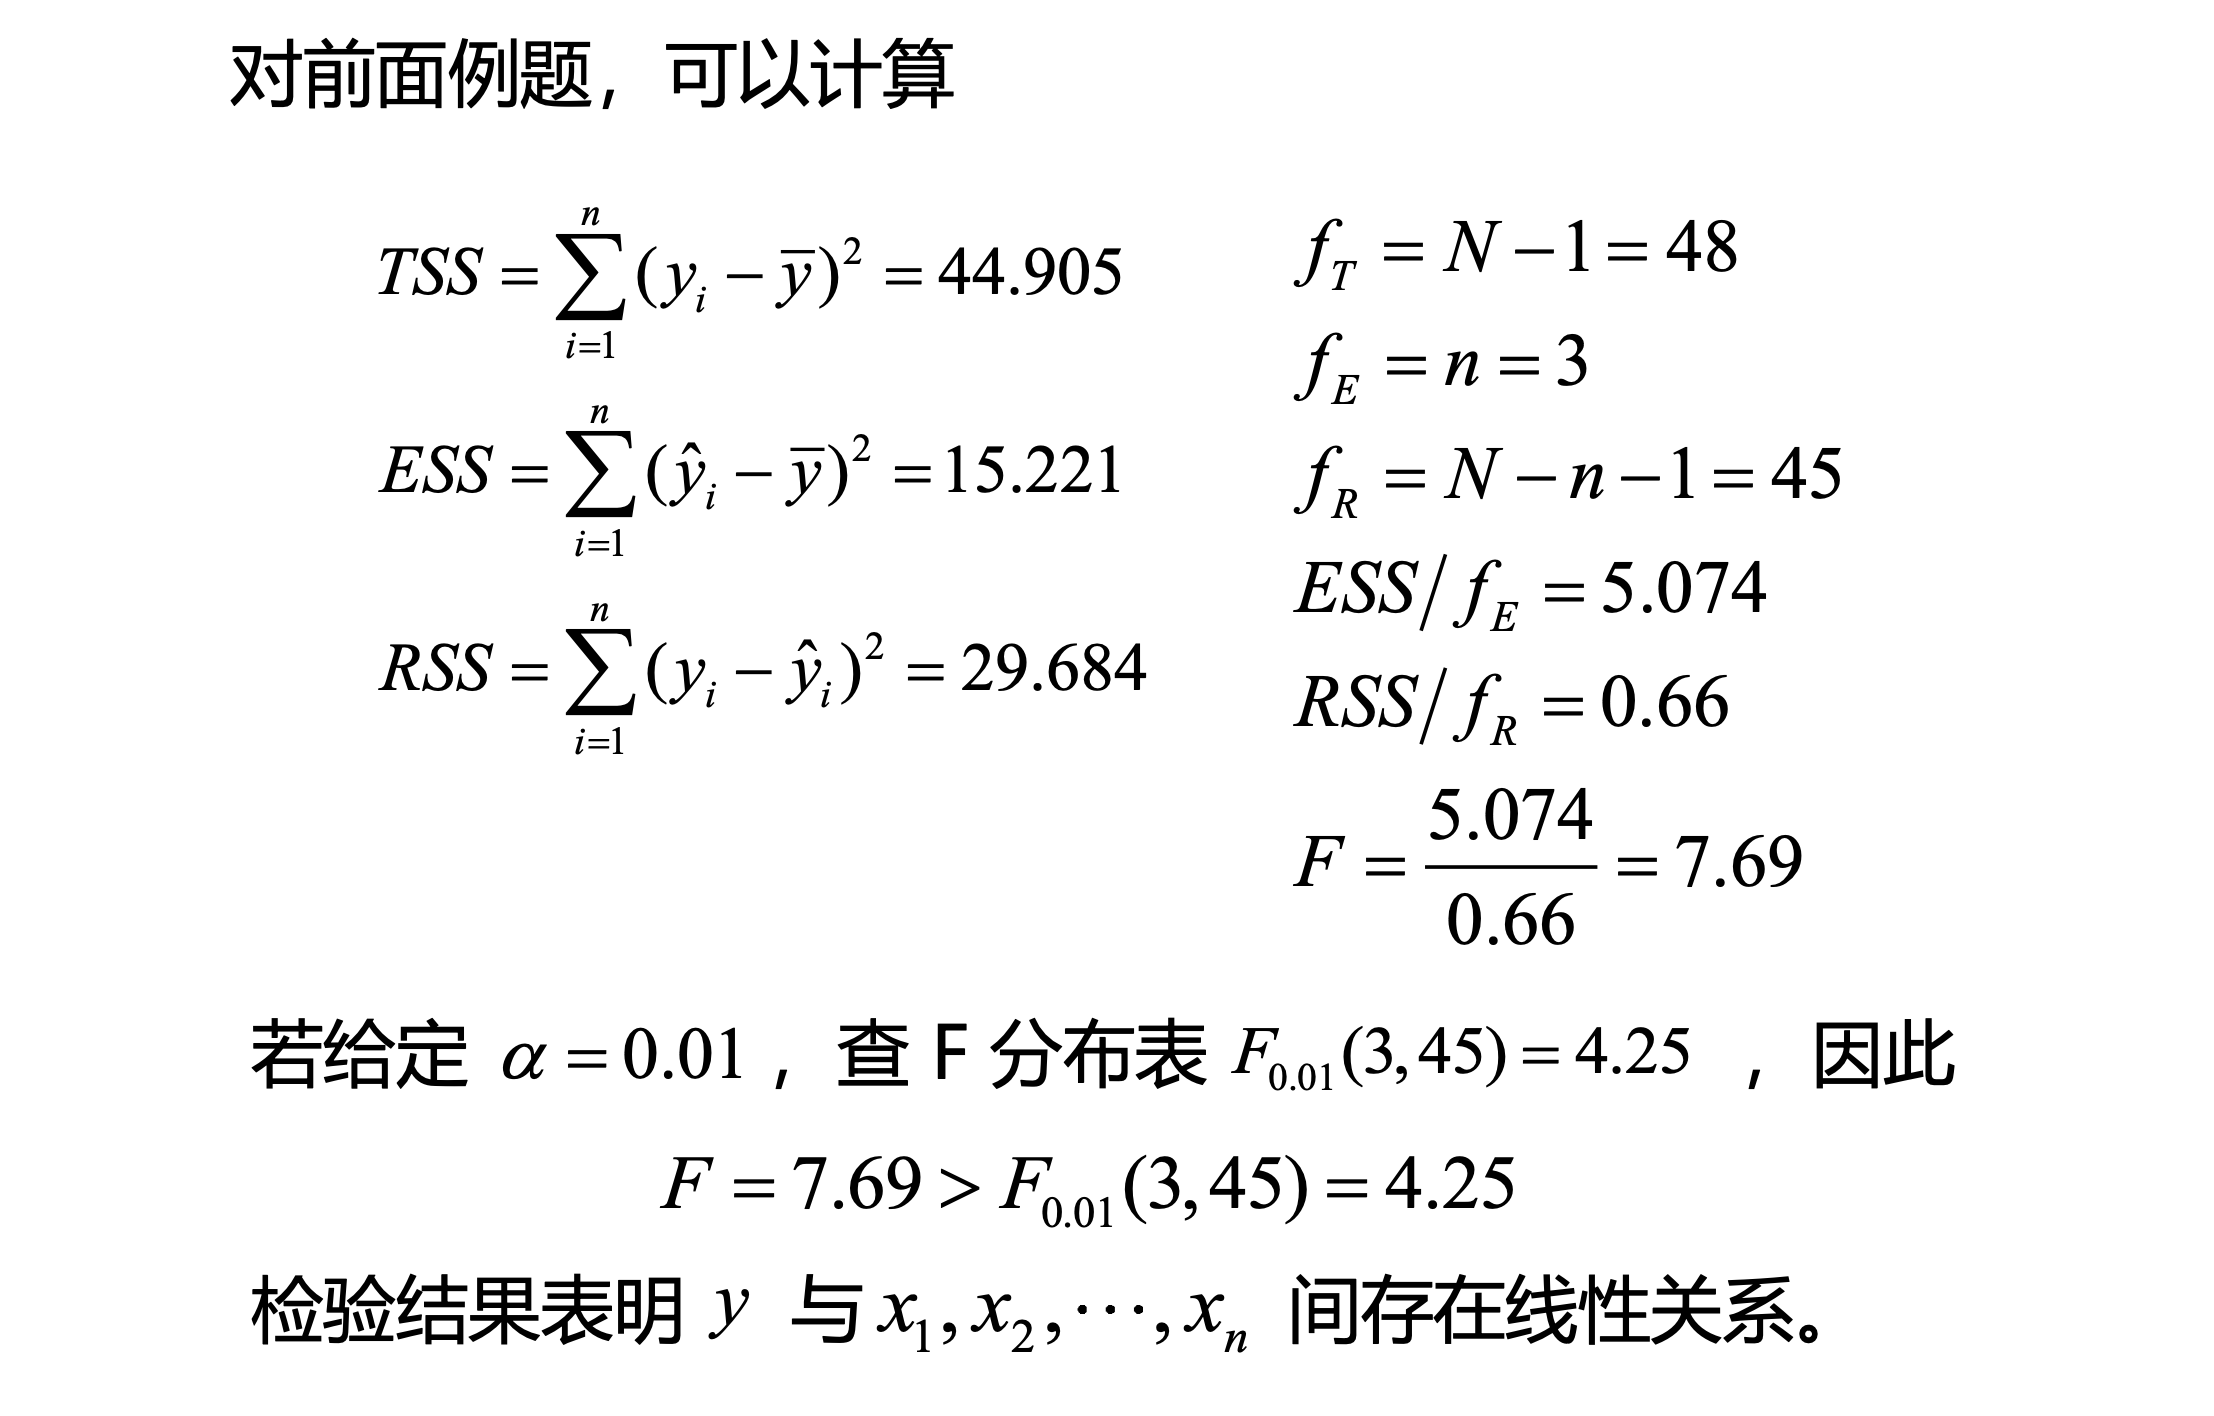 对前面例题，可以计算
TSS = \sum_{i=1}^{n} (y_i - \bar{y})^2 = 44.905
ESS = \sum_{i=1}^{n} (\hat{y}_i - \bar{y})^2 = 15.221
RSS = \sum_{i=1}^{n} (y_i - \hat{y}_i)^2 = 29.684
f_T = N - 1 = 48
f_E = n = 3
f_R = N - n - 1 = 45
ESS/f_E = 5.074
RSS/f_R = 0.66
F = \frac{5.074}{0.66} = 7.69
若给定 α = 0.01，查 F 分布表 F_{0.01}(3,45) = 4.25，因此
F = 7.69 > F_{0.01}(3,45) = 4.25
检验结果表明 y 与 x_1, x_2, ⋯, x_n 间存在线性关系。